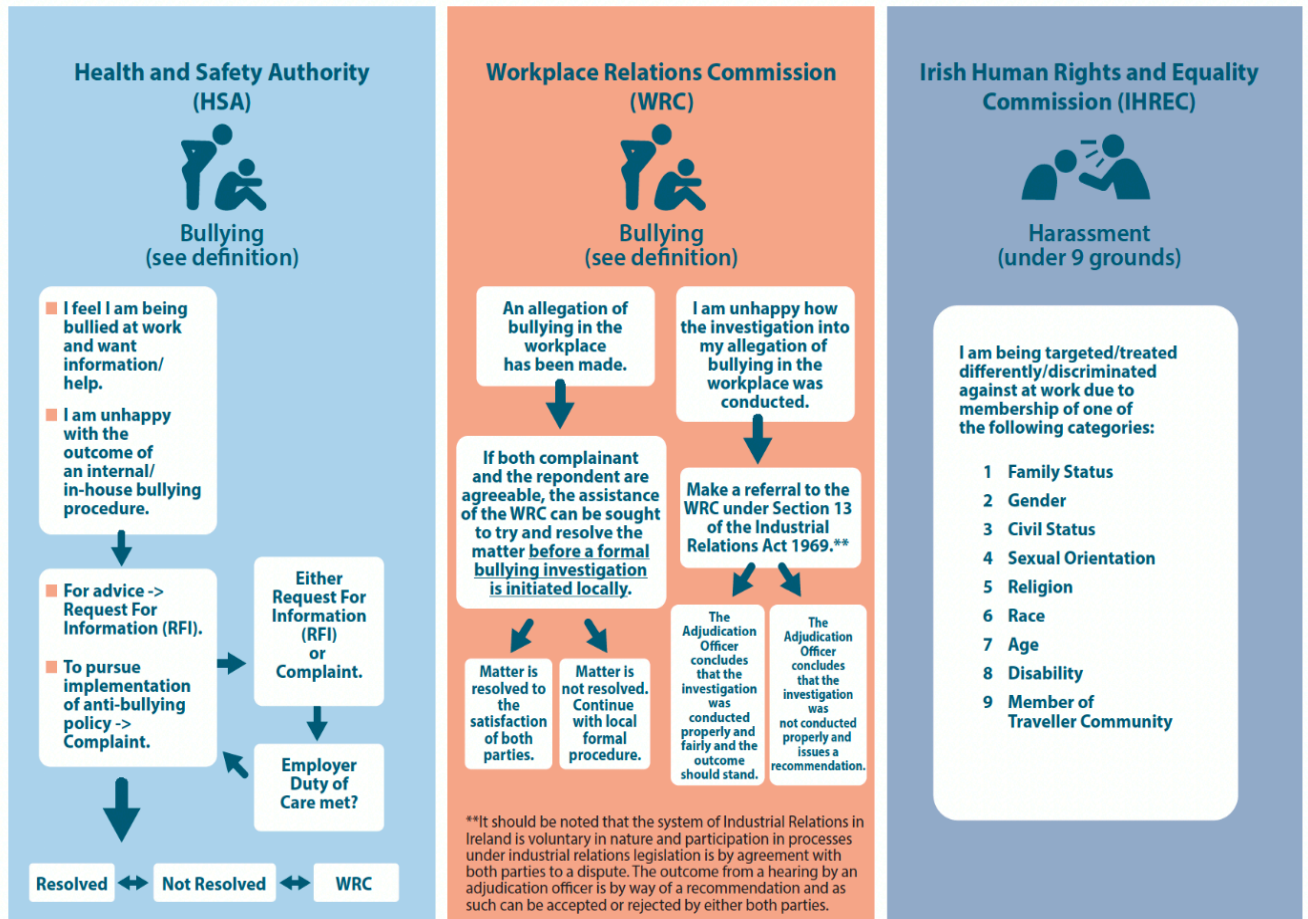 Health and Safety Authority
(HSA)
Bullying
(see definition)
I feel I am being
bullied at work
and want
information/
help.
I am unhappy
with the
outcome of
an internal/
in-house bullying
procedure.
For advice ->
Request For
Information (RFI).
To pursue
implementation
of anti-bullying
policy ->
Complaint.
Either
Request For
Information
(RFI)
or
Complaint.
Employer
Duty of
Care met?
Resolved
Not Resolved
WRC
Workplace Relations Commission
(WRC)
Bullying
(see definition)
An allegation of
bullying in the
workplace
has been made.
If both complainant
and the repondent are
agreeable, the assistance
of the WRC can be sought
to try and resolve the
matter before a formal
bullying investigation
is initiated locally.
Matter is
resolved to
the
satisfaction
of both
parties.
Matter is
not resolved.
Continue
with local
formal
procedure.
I am unhappy how
the investigation into
my allegation of
bullying in the
workplace was
conducted.
Make a referral to the
WRC under Section 13
of the Industrial
Relations Act 1969.**
The
Adjudication
Officer
concludes
that the
investigation
was
conducted
properly and
fairly and the
outcome
should stand.
The
Adjudication
Officer
concludes
that the
investigation
was
not conducted
properly and
issues a
recommendation.
**It should be noted that the system of Industrial Relations in
Ireland is voluntary in nature and participation in processes
under industrial relations legislation is by agreement with
both parties to a dispute. The outcome from a hearing by an
adjudication officer is by way of a recommendation and as
such can be accepted or rejected by either both parties.
Irish Human Rights and Equality
Commission (IHREC)
Harassment
(under 9 grounds)
I am being targeted/treated
differently/discriminated
against at work due to
membership of one of
the following categories:
1 Family Status
2 Gender
3 Civil Status
4 Sexual Orientation
5 Religion
6 Race
7 Age
8 Disability
9 Member of
Traveller Community